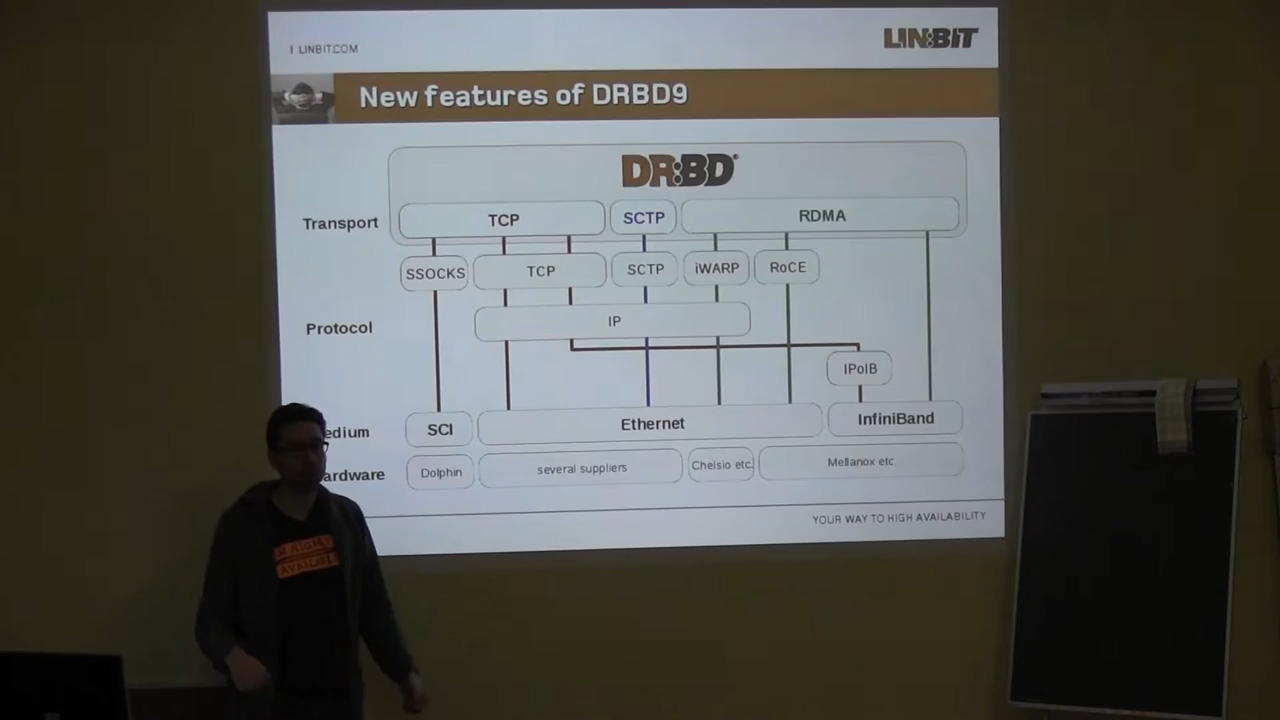 I LINBIT.COM
LINBIT
New features of DRBD9
DRBD®
Transport TCP SCTP RDMA
SSOCKS TCP SCTP iWARP RoCE
Protocol IP
IPoIB
edium SCI Ethernet InfiniBand
ardware Dolphin several suppliers Chelsio etc. Mellanox etc.
YOUR WAY TO HIGH AVAILABILITY